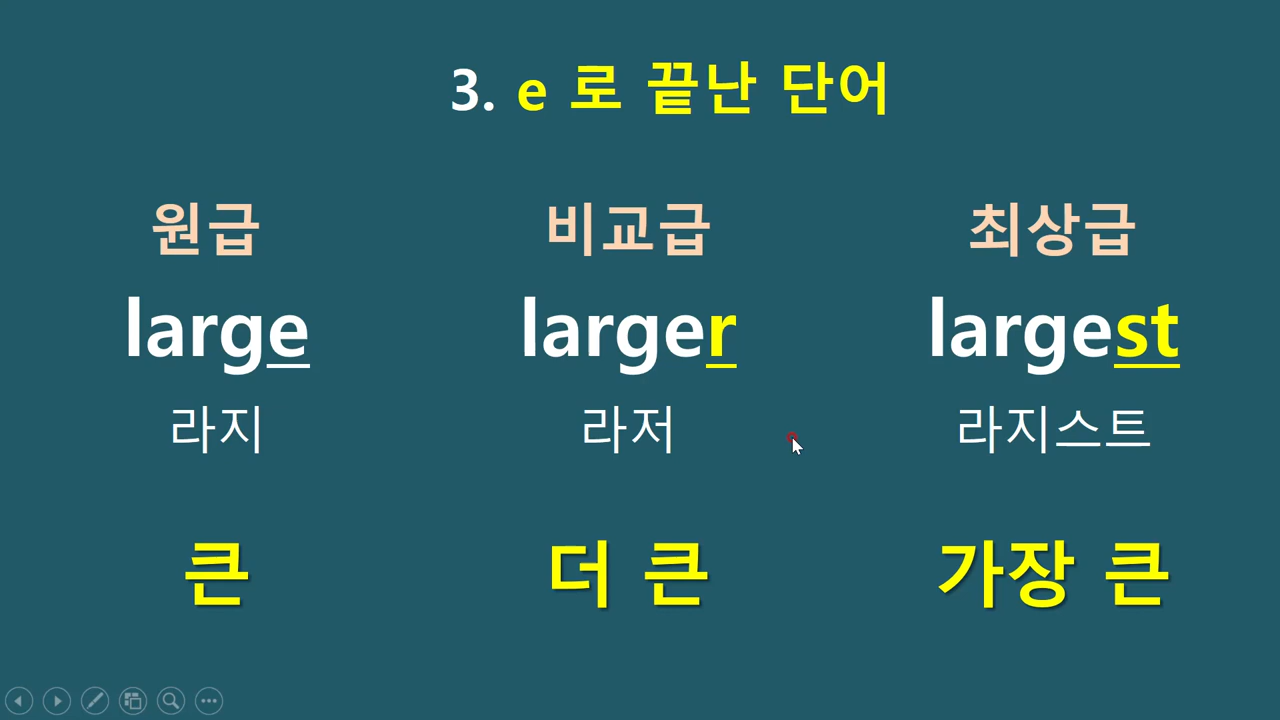 3. e 로 끝난 단어
원급 비교급 최상급
large larger largest
라지 라저 라지스트
큰 더 큰 가장 큰